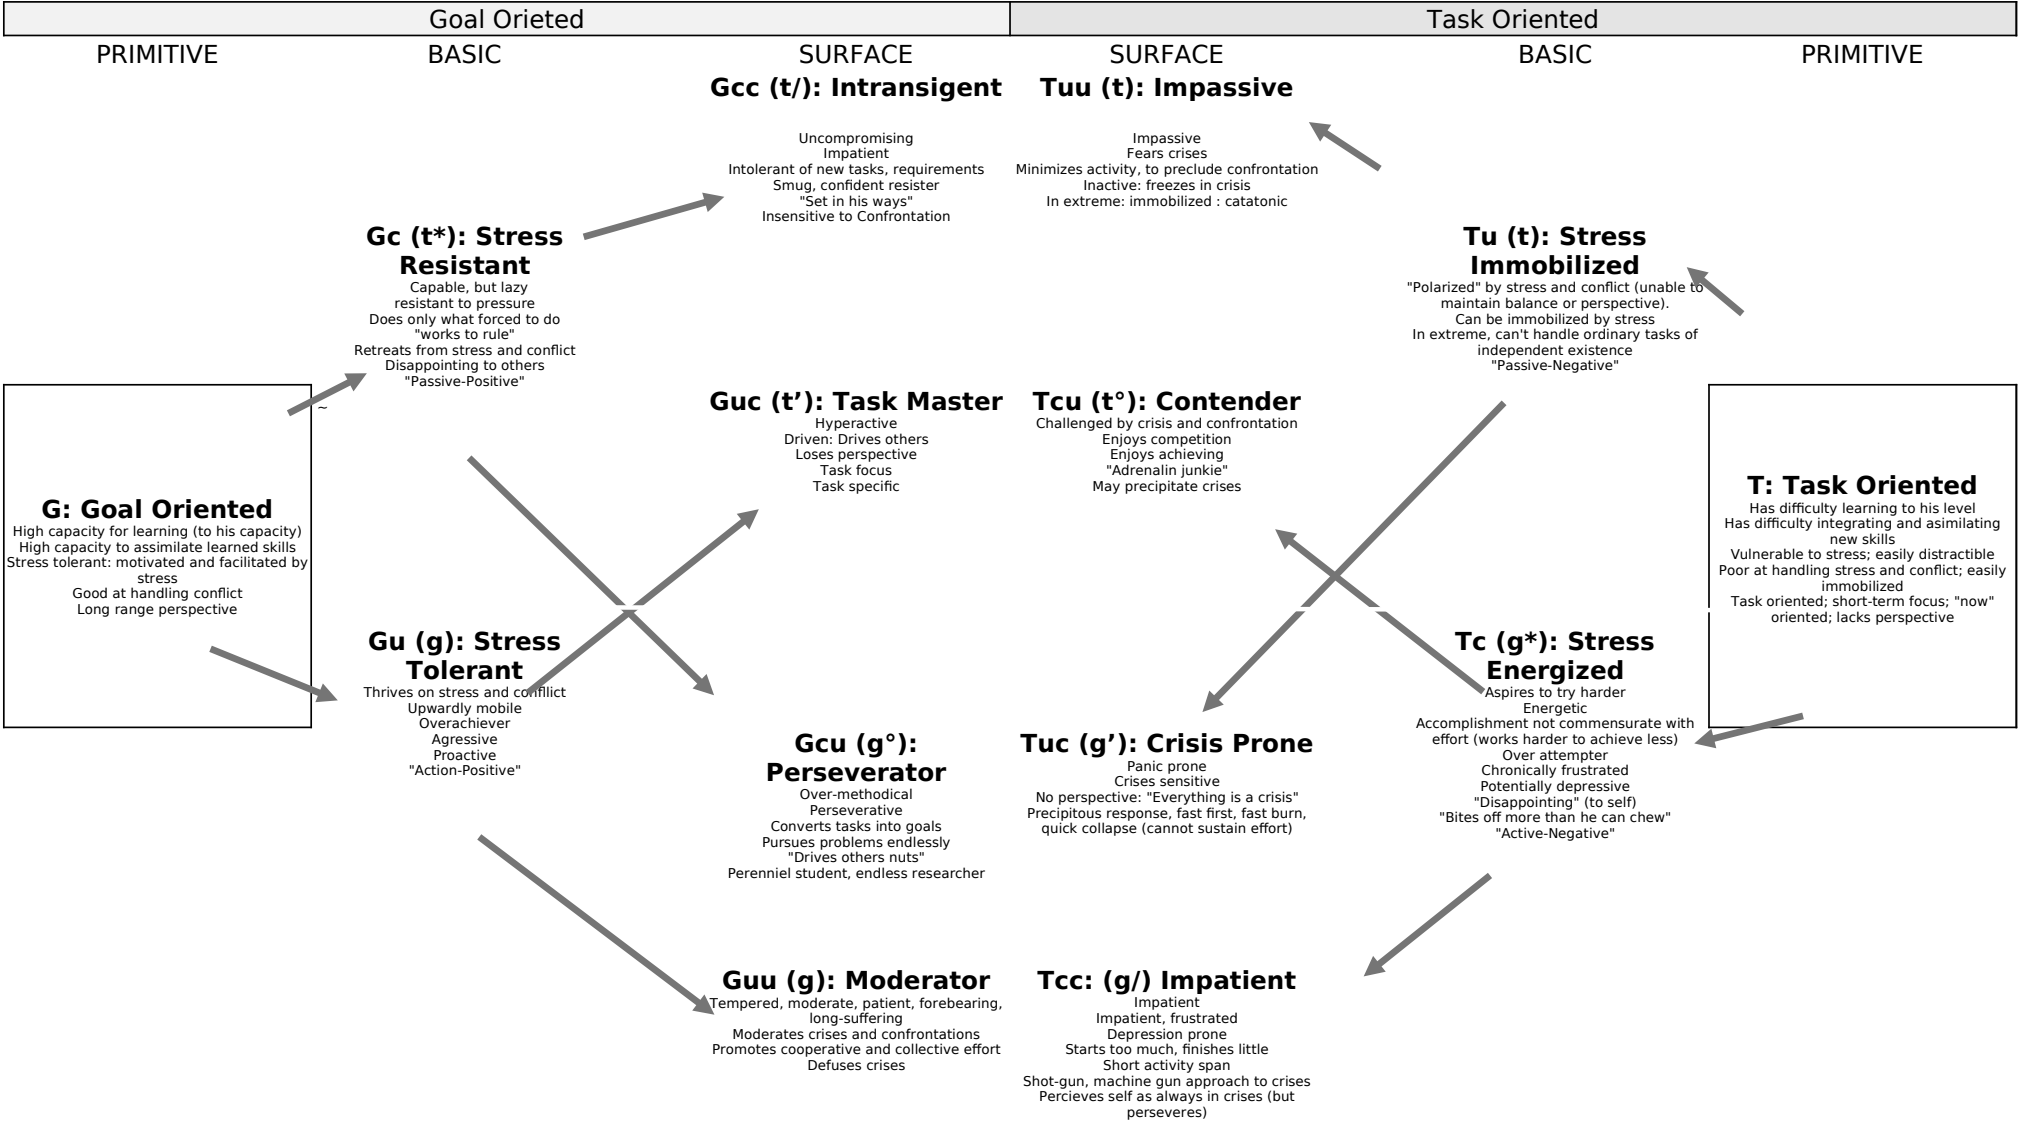 Goal Orieted
Task Oriented
PRIMITIVE
BASIC
SURFACE
SURFACE
BASIC
PRIMITIVE
Gcc (t/): Intransigent
Uncompromising
Impatient
Intolerant of new tasks, requirements
Smug, confident resister
"Set in his ways"
Insensitive to Confrontation
Tuu (t): Impassive
Impassive
Fears crises
Minimizes activity, to preclude confrontation
Inactive: freezes in crisis
In extreme: immobilized : catatonic
Gc (t*): Stress
Resistant
Capable, but lazy
resistant to pressure
Does only what forced to do
"works to rule"
Retreats from stress and conflict
Disappointing to others
"Passive-Positive"
Tu (t): Stress
Immobilized
"Polarized" by stress and conflict (unable to
maintain balance or perspective).
Can be immobilized by stress
In extreme, can't handle ordinary tasks of
independent existence
"Passive-Negative"
~
Guc (t’): Task Master
Hyperactive
Driven: Drives others
Loses perspective
Task focus
Task specific
Tcu (t°): Contender
Challenged by crisis and confrontation
Enjoys competition
Enjoys achieving
"Adrenalin junkie"
May precipitate crises
G: Goal Oriented
High capacity for learning (to his capacity)
High capacity to assimilate learned skills
Stress tolerant: motivated and facilitated by
stress
Good at handling conflict
Long range perspective
T: Task Oriented
Has difficulty learning to his level
Has difficulty integrating and asimilating
new skills
Vulnerable to stress; easily distractible
Poor at handling stress and conflict; easily
immobilized
Task oriented; short-term focus; "now"
oriented; lacks perspective
Gu (g): Stress
Tolerant
Thrives on stress and confllict
Upwardly mobile
Overachiever
Agressive
Proactive
"Action-Positive"
Tc (g*): Stress
Energized
Aspires to try harder
Energetic
Accomplishment not commensurate with
effort (works harder to achieve less)
Over attempter
Chronically frustrated
Potentially depressive
"Disappointing" (to self)
"Bites off more than he can chew"
"Active-Negative"
Gcu (g°):
Perseverator
Over-methodical
Perseverative
Converts tasks into goals
Pursues problems endlessly
"Drives others nuts"
Perenniel student, endless researcher
Tuc (g’): Crisis Prone
Panic prone
Crises sensitive
No perspective: "Everything is a crisis"
Precipitous response, fast first, fast burn,
quick collapse (cannot sustain effort)
Guu (g): Moderator
Tempered, moderate, patient, forebearing,
long-suffering
Moderates crises and confrontations
Promotes cooperative and collective effort
Defuses crises
Tcc: (g/) Impatient
Impatient
Impatient, frustrated
Depression prone
Starts too much, finishes little
Short activity span
Shot-gun, machine gun approach to crises
Percieves self as always in crises (but
perseveres)